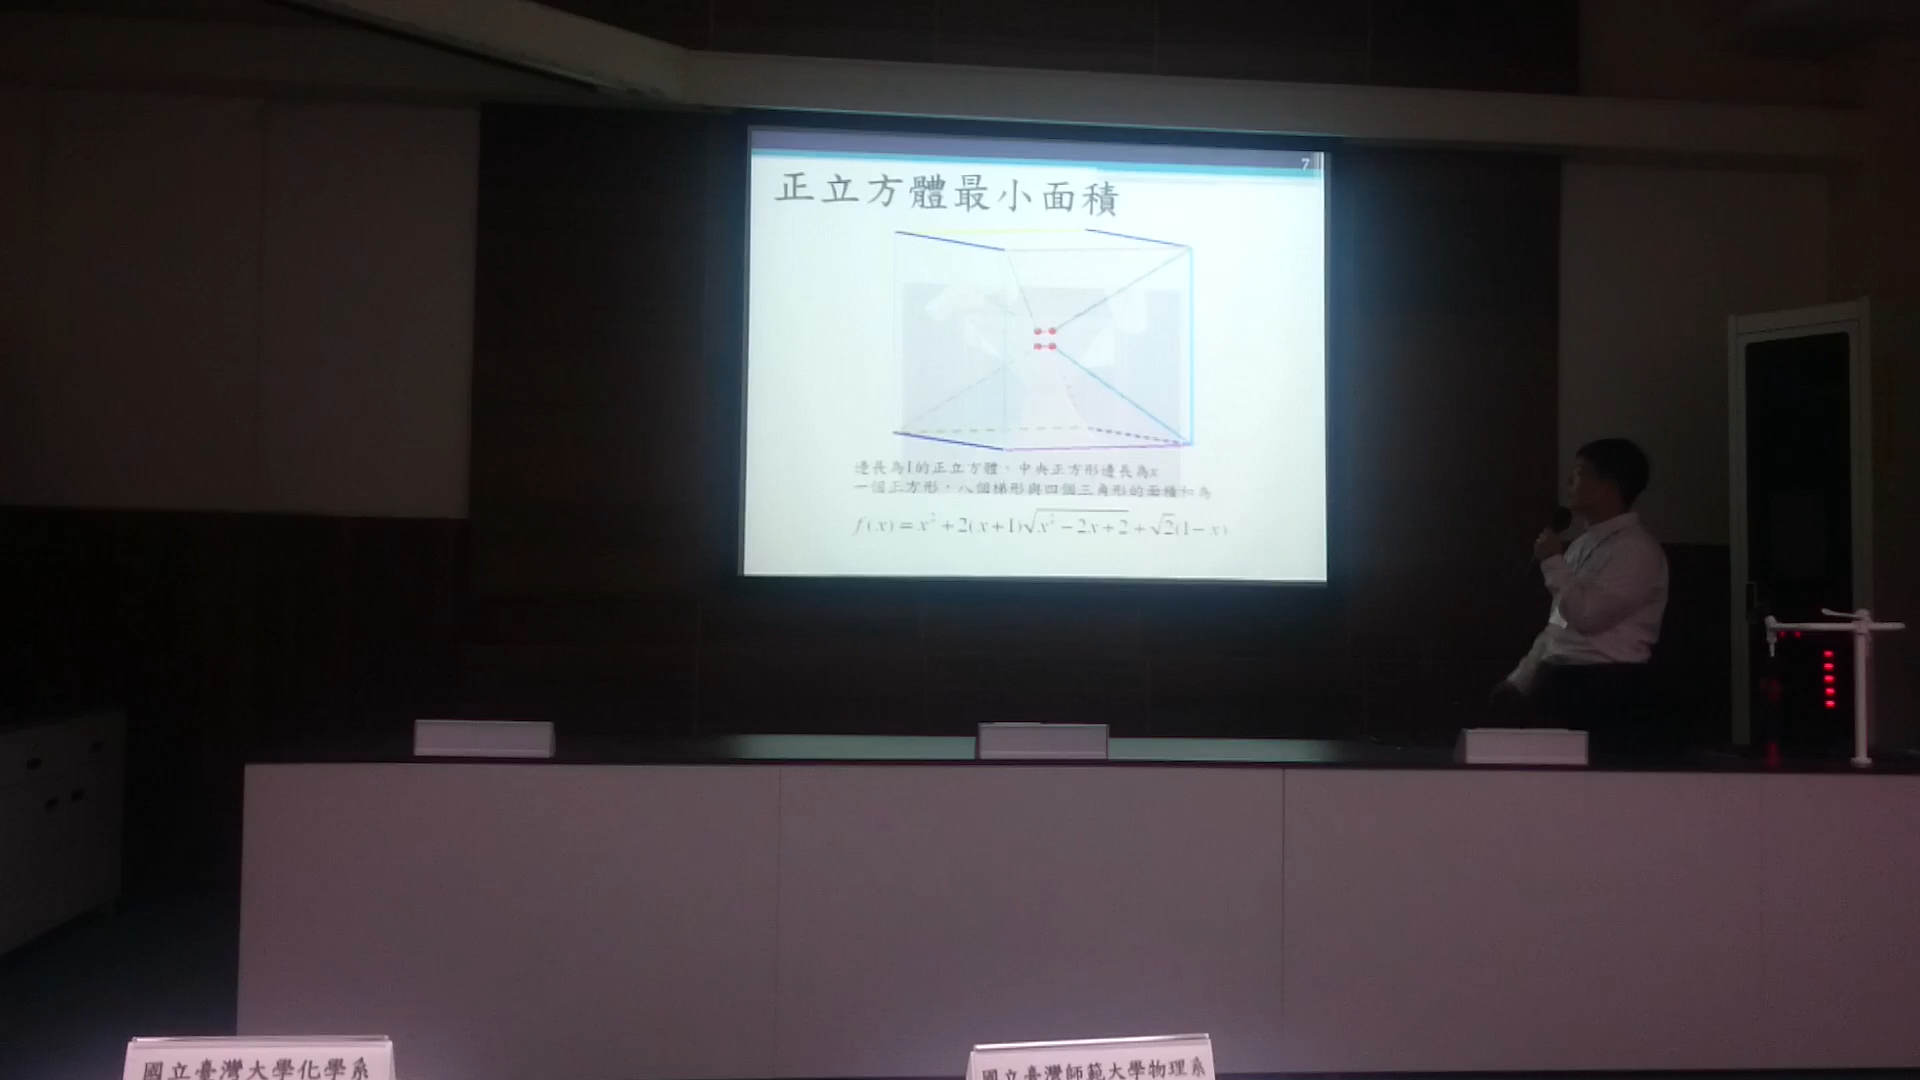 7
正立方體最小面積
邊長為1的正立方體、中央正方形邊長為x
一個正方形，八個梯形與四個三角形的面積和為
f(x)=x²+2(x+1)√(x²−2x+2)+√2(1−x)
國立臺灣大學化學系
國立臺灣師範大學物理系